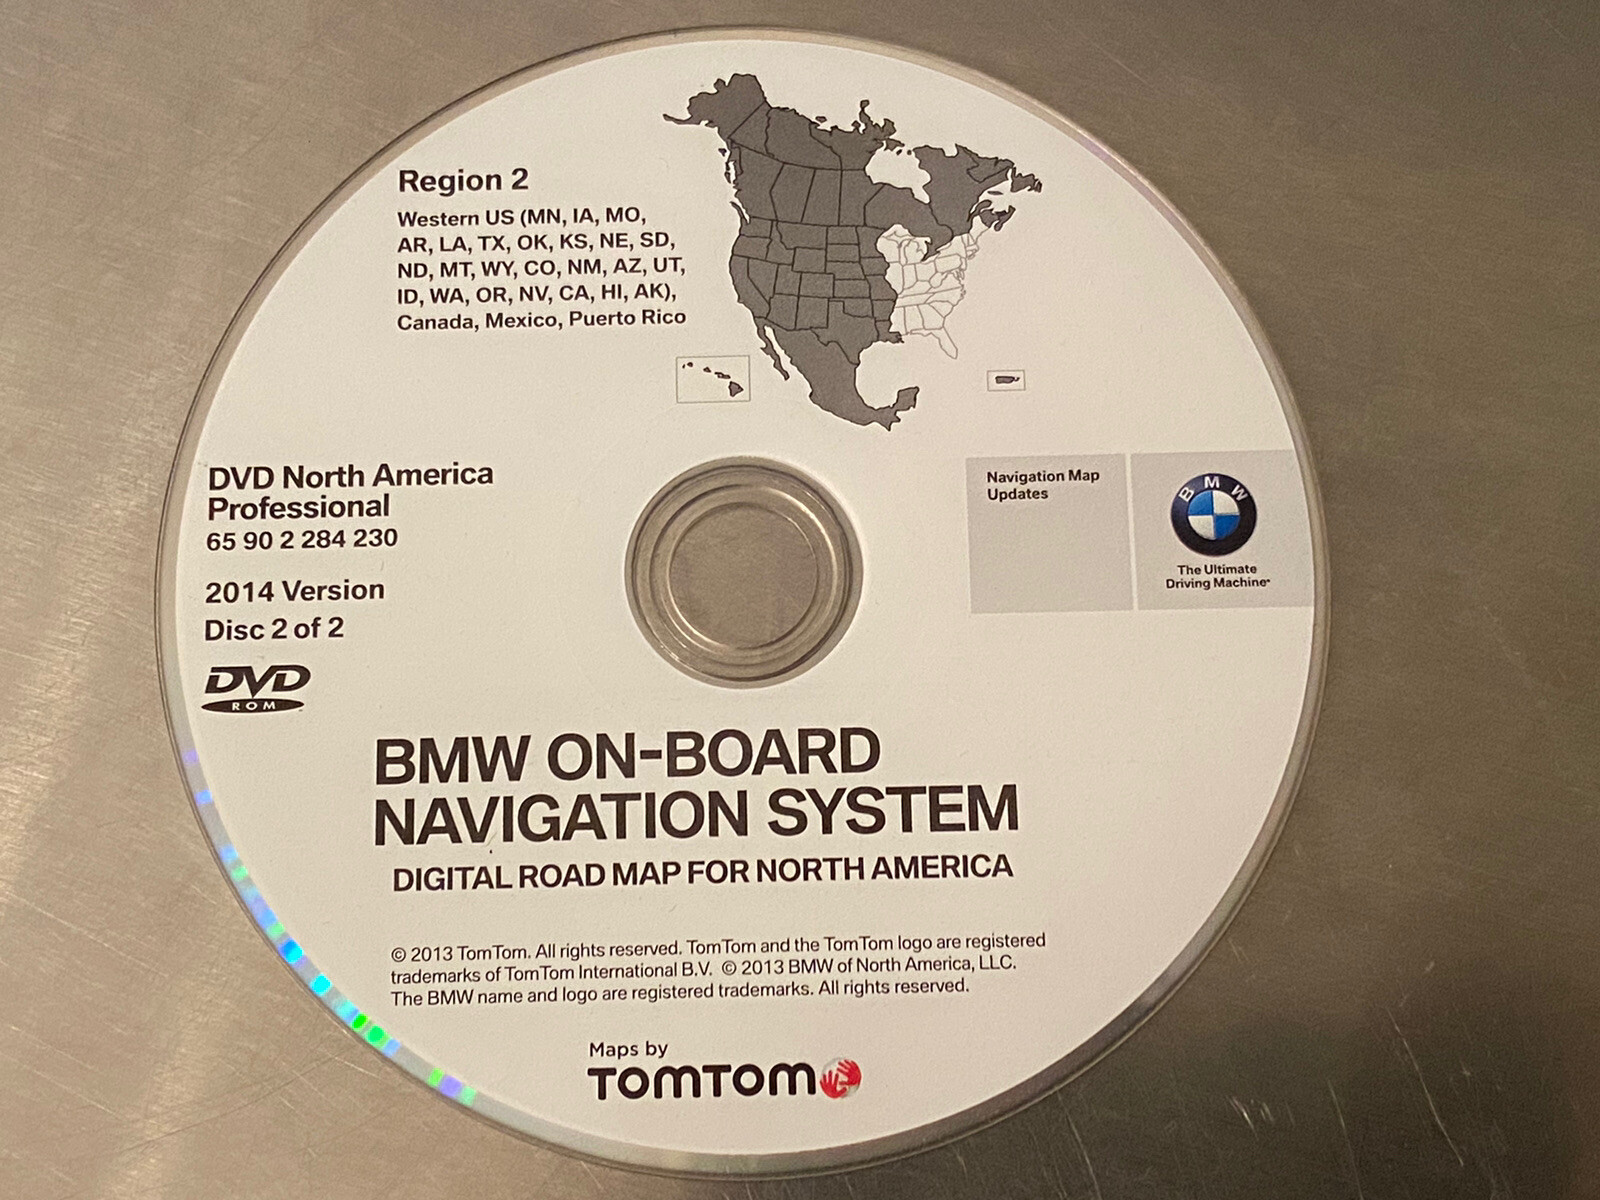 Region 2
Western US (MN, IA, MO,
AR, LA, TX, OK, KS, NE, SD,
ND, MT, WY, CO, NM, AZ, UT,
ID, WA, OR, NV, CA, HI, AK),
Canada, Mexico, Puerto Rico
DVD North America
Professional
65 90 2 284 230
2014 Version
Disc 2 of 2
DVD
ROM
Navigation Map
Updates
BMW
The Ultimate
Driving Machine®
BMW ON-BOARD
NAVIGATION SYSTEM
DIGITAL ROAD MAP FOR NORTH AMERICA
© 2013 TomTom. All rights reserved. TomTom and the TomTom logo are registered
trademarks of TomTom International B.V. © 2013 BMW of North America, LLC.
The BMW name and logo are registered trademarks. All rights reserved.
Maps by
TOMTOM